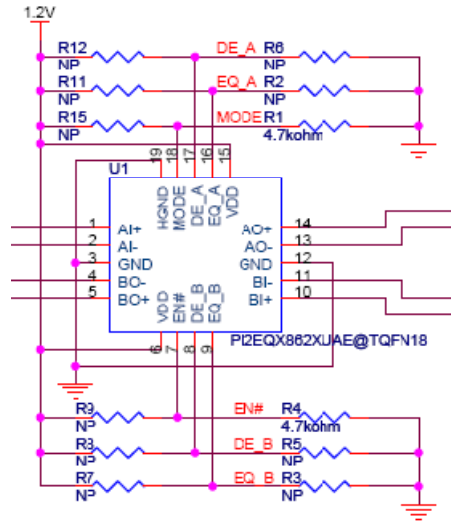 1.2V
R12 DE_A R6
NP NP
R11 EQ_A R2
NP NP
R15 MODE R1
NP 4.7kohm
19 18 17 16 15
U1
HGND MODE DE_A EQ_A VDD
1 AI+ AO+ 14
2 AI- AO- 13
3 GND GND 12
4 BO- BI- 11
5 BO+ BI+ 10
VDD EN# DE_B EQ_B
6 7 8 9
PI2EQX862XUAE@TQFN18
R9 EN# R4
NP 4.7kohm
R8 DE_B R5
NP NP
R7 EQ_B R3
NP NP